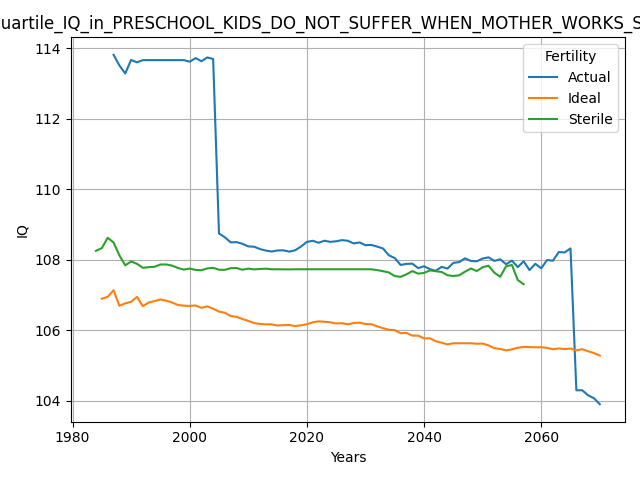 uartile_IQ_in_PRESCHOOL_KIDS_DO_NOT_SUFFER_WHEN_MOTHER_WORKS_S
114
112
110
108
106
104
IQ
1980
2000
2020
2040
2060
Years
Fertility
Actual
Ideal
Sterile